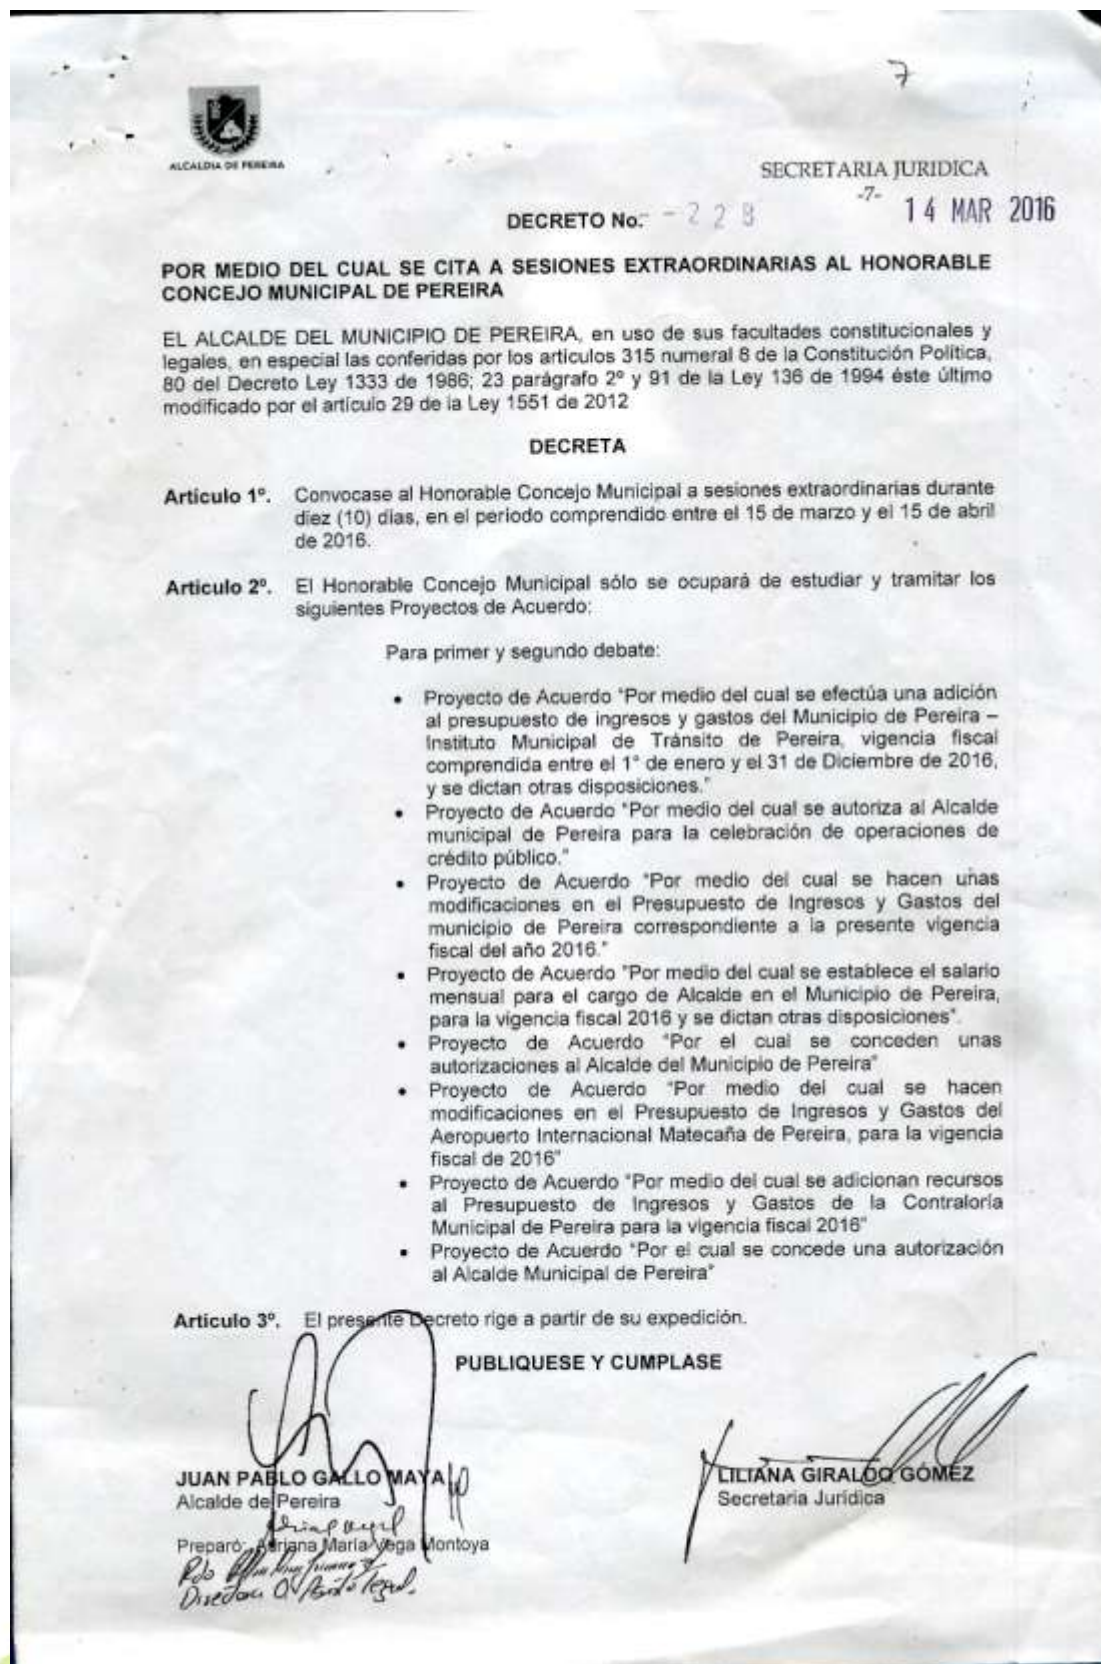 7
ALCALDIA DE PEREIRA
SECRETARIA JURIDICA
-7-
DECRETO No.
14 MAR 2016
POR MEDIO DEL CUAL SE CITA A SESIONES EXTRAORDINARIAS AL HONORABLE
CONCEJO MUNICIPAL DE PEREIRA
EL ALCALDE DEL MUNICIPIO DE PEREIRA, en uso de sus facultades constitucionales y
legales, en especial las conferidas por los artículos 315 numeral 8 de la Constitución Política,
80 del Decreto Ley 1333 de 1986; 23 parágrafo 2º y 91 de la Ley 136 de 1994 éste último
modificado por el artículo 29 de la Ley 1551 de 2012
DECRETA
Articulo 1º. Convocase al Honorable Concejo Municipal a sesiones extraordinarias durante
diez (10) días, en el periodo comprendido entre el 15 de marzo y el 15 de abril
de 2016.
Articulo 2º. El Honorable Concejo Municipal sólo se ocupará de estudiar y tramitar los
siguientes Proyectos de Acuerdo:
Para primer y segundo debate:
• Proyecto de Acuerdo "Por medio del cual se efectúa una adición
al presupuesto de ingresos y gastos del Municipio de Pereira –
Instituto Municipal de Tránsito de Pereira, vigencia fiscal
comprendida entre el 1° de enero y el 31 de Diciembre de 2016,
y se dictan otras disposiciones."
• Proyecto de Acuerdo "Por medio del cual se autoriza al Alcalde
municipal de Pereira para la celebración de operaciones de
crédito público."
• Proyecto de Acuerdo "Por medio del cual se hacen unas
modificaciones en el Presupuesto de Ingresos y Gastos del
municipio de Pereira correspondiente a la presente vigencia
fiscal del año 2016."
• Proyecto de Acuerdo "Por medio del cual se establece el salario
mensual para el cargo de Alcalde en el Municipio de Pereira,
para la vigencia fiscal 2016 y se dictan otras disposiciones".
• Proyecto de Acuerdo "Por el cual se conceden unas
autorizaciones al Alcalde del Municipio de Pereira"
• Proyecto de Acuerdo "Por medio del cual se hacen
modificaciones en el Presupuesto de Ingresos y Gastos del
Aeropuerto Internacional Matecaña de Pereira, para la vigencia
fiscal de 2016"
• Proyecto de Acuerdo "Por medio del cual se adicionan recursos
al Presupuesto de Ingresos y Gastos de la Contraloría
Municipal de Pereira para la vigencia fiscal 2016"
• Proyecto de Acuerdo "Por el cual se concede una autorización
al Alcalde Municipal de Pereira"
Articulo 3º. El presente Decreto rige a partir de su expedición.
PUBLIQUESE Y CUMPLASE
JUAN PABLO GALLO MAYA
Alcalde de Pereira
LILIANA GIRALDO GÓMEZ
Secretaria Jurídica
Preparó: Adriana María Vega Montoya